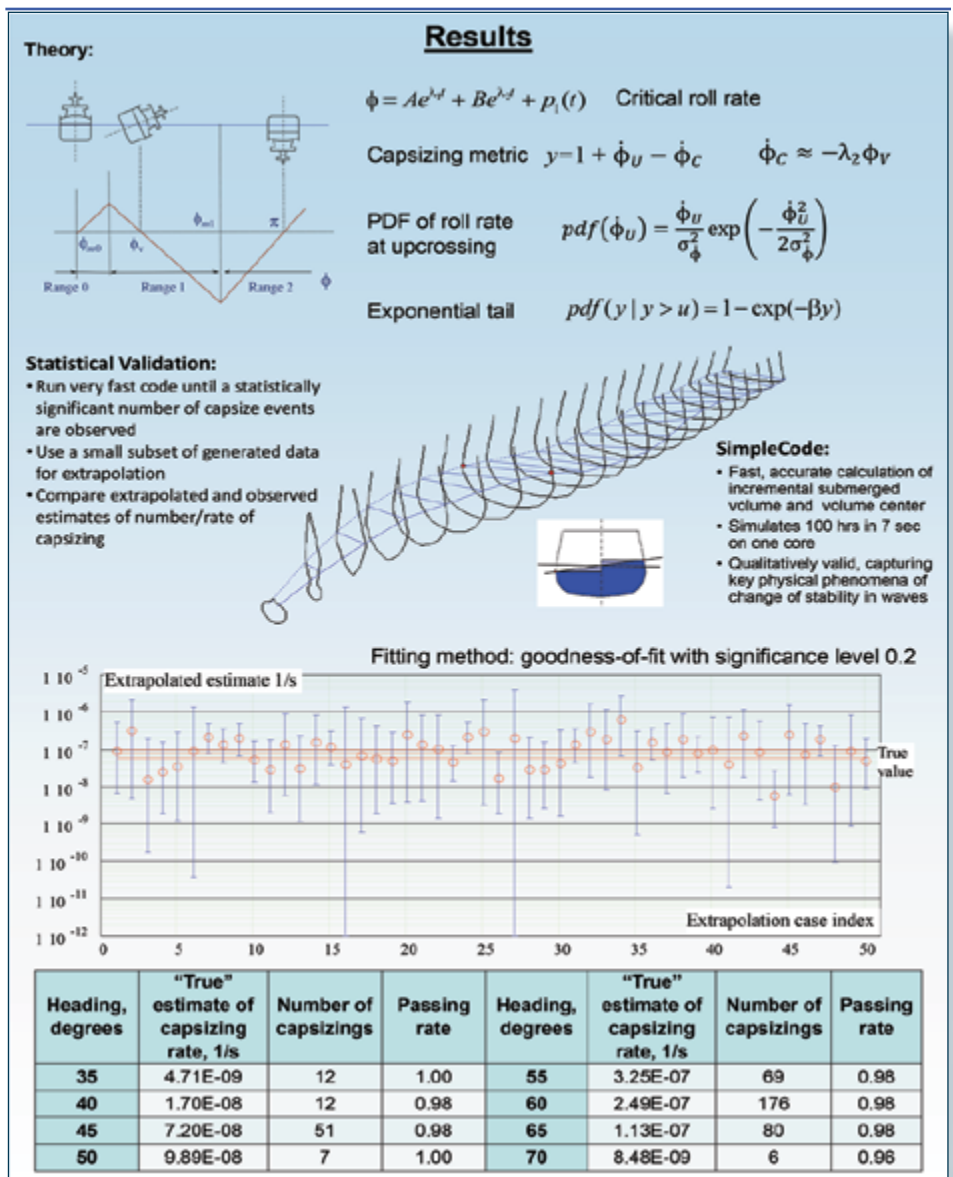 Results
Theory:
ϕ = Ae^{λ₁t} + Be^{λ₂t} + p₁(t) Critical roll rate
Capsizing metric y=1 + ϕ̇_U − ϕ̇_C ϕ̇_C ≈ −λ₂ϕ_V
PDF of roll rate
at upcrossing
pdf(ϕ̇_U) = ϕ̇_U/σ²_ϕ̇ exp(−ϕ̇²_U/2σ²_ϕ̇)
Exponential tail pdf(y | y > u) = 1 − exp(−βy)
ϕ_m0 ϕ_v ϕ_m1 π
Range 0 Range 1 Range 2 ϕ
Statistical Validation:
• Run very fast code until a statistically
significant number of capsize events
are observed
• Use a small subset of generated data
for extrapolation
• Compare extrapolated and observed
estimates of number/rate of
capsizing
SimpleCode:
• Fast, accurate calculation of
incremental submerged
volume and volume center
• Simulates 100 hrs in 7 sec
on one core
• Qualitatively valid, capturing
key physical phenomena of
change of stability in waves
Fitting method: goodness-of-fit with significance level 0.2
Extrapolated estimate 1/s
1 10⁻⁵
1 10⁻⁶
1 10⁻⁷
1 10⁻⁸
1 10⁻⁹
1 10⁻¹⁰
1 10⁻¹¹
1 10⁻¹²
True
value
Extrapolation case index
0 5 10 15 20 25 30 35 40 45 50
Heading,
degrees
"True"
estimate of
capsizing
rate, 1/s
Number of
capsizings
Passing
rate
Heading,
degrees
"True"
estimate of
capsizing
rate, 1/s
Number of
capsizings
Passing
rate
35 4.71E-09 12 1.00 55 3.25E-07 69 0.98
40 1.70E-08 12 0.98 60 2.49E-07 176 0.98
45 7.20E-08 51 0.98 65 1.13E-07 80 0.98
50 9.89E-08 7 1.00 70 8.48E-09 6 0.96